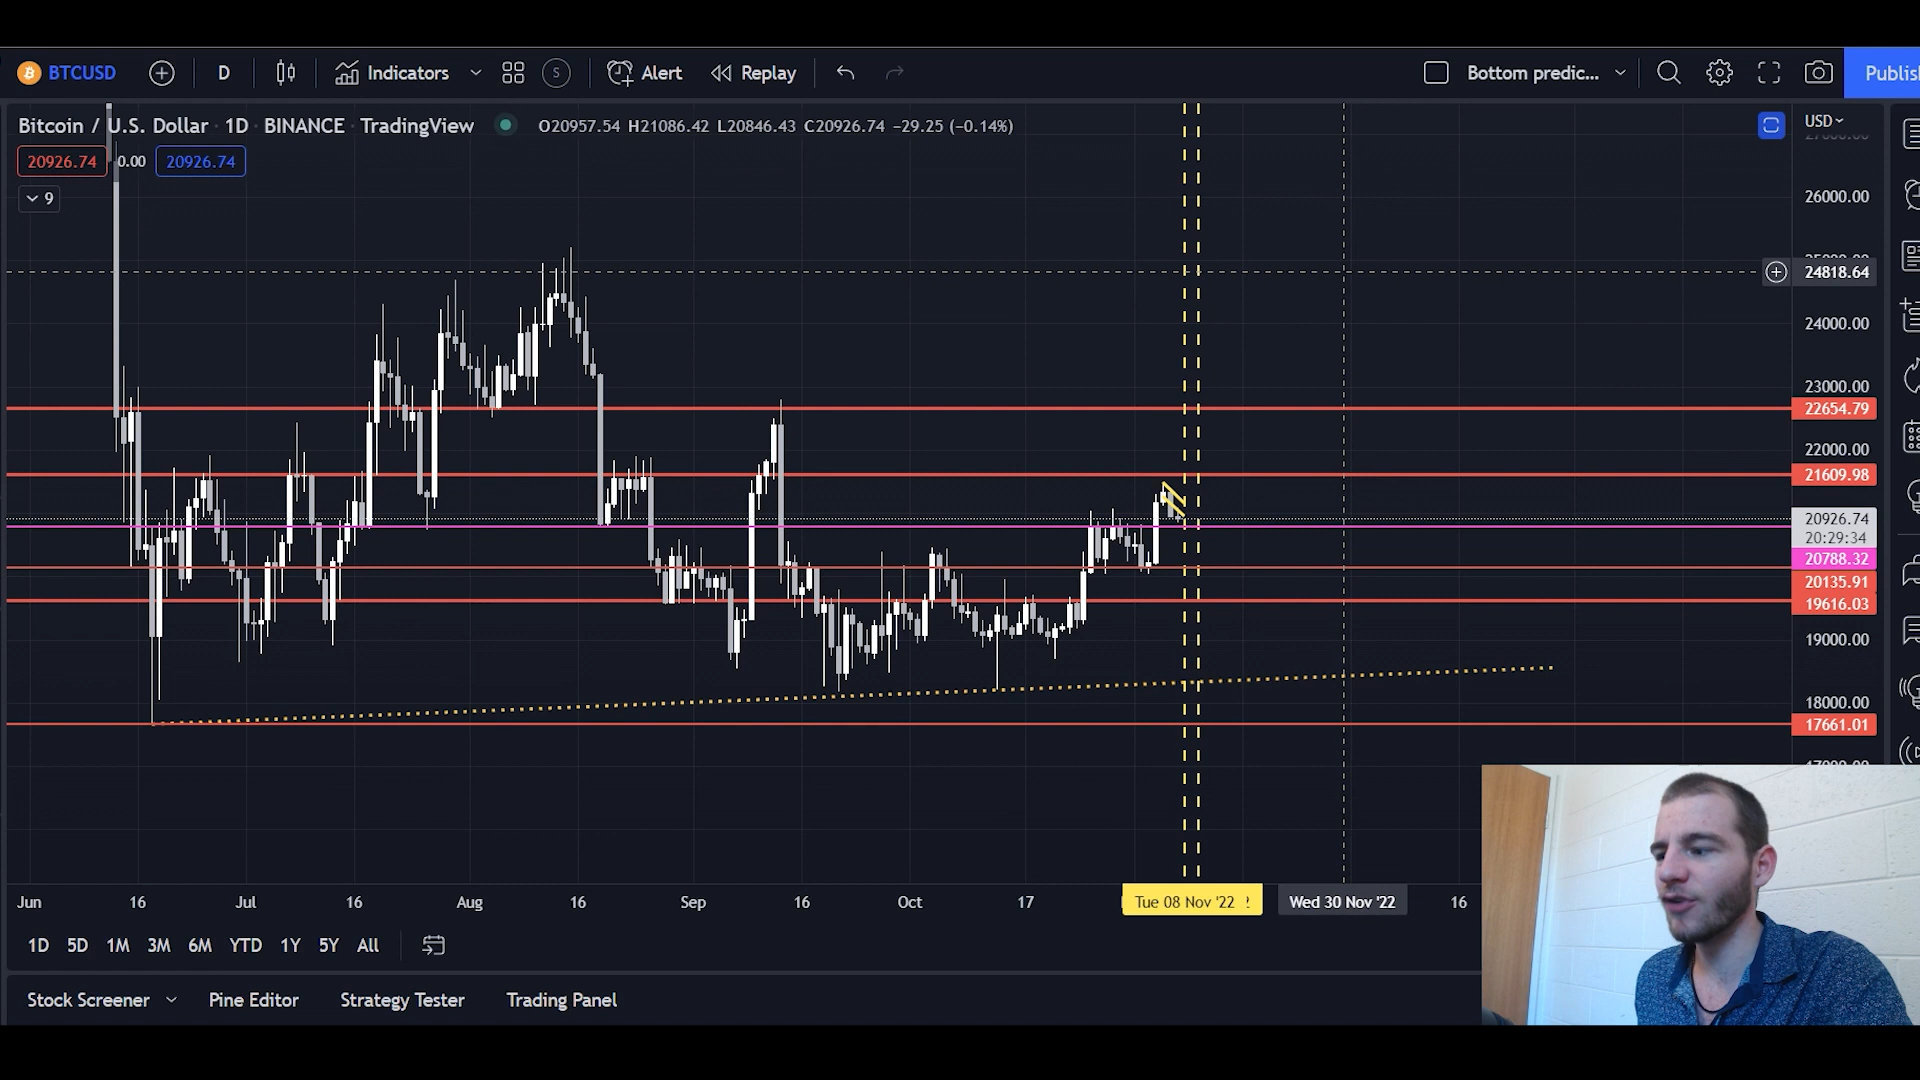 BTCUSD D Indicators S Alert Replay Bottom predic... Publis
Bitcoin / U.S. Dollar 1D BINANCE TradingView O20957.54 H21086.42 L20846.43 C20926.74 −29.25 (−0.14%) USD
20926.74 0.00 20926.74
9
26000.00
24818.64
24000.00
23000.00
22654.79
22000.00
21609.98
20926.74
20:29:34
20788.32
20135.91
19616.03
19000.00
18000.00
17661.01
Jun 16 Jul 16 Aug 16 Sep 16 Oct 17 Tue 08 Nov '22 Wed 30 Nov '22 16
1D 5D 1M 3M 6M YTD 1Y 5Y All
Stock Screener Pine Editor Strategy Tester Trading Panel